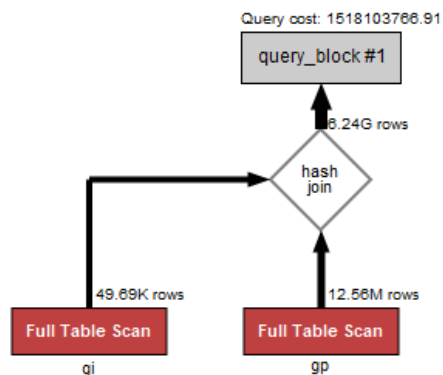 Query cost: 1518103766.91
query_block #1
6.24G rows
hash
join
49.69K rows
12.56M rows
Full Table Scan
Full Table Scan
gi
gp